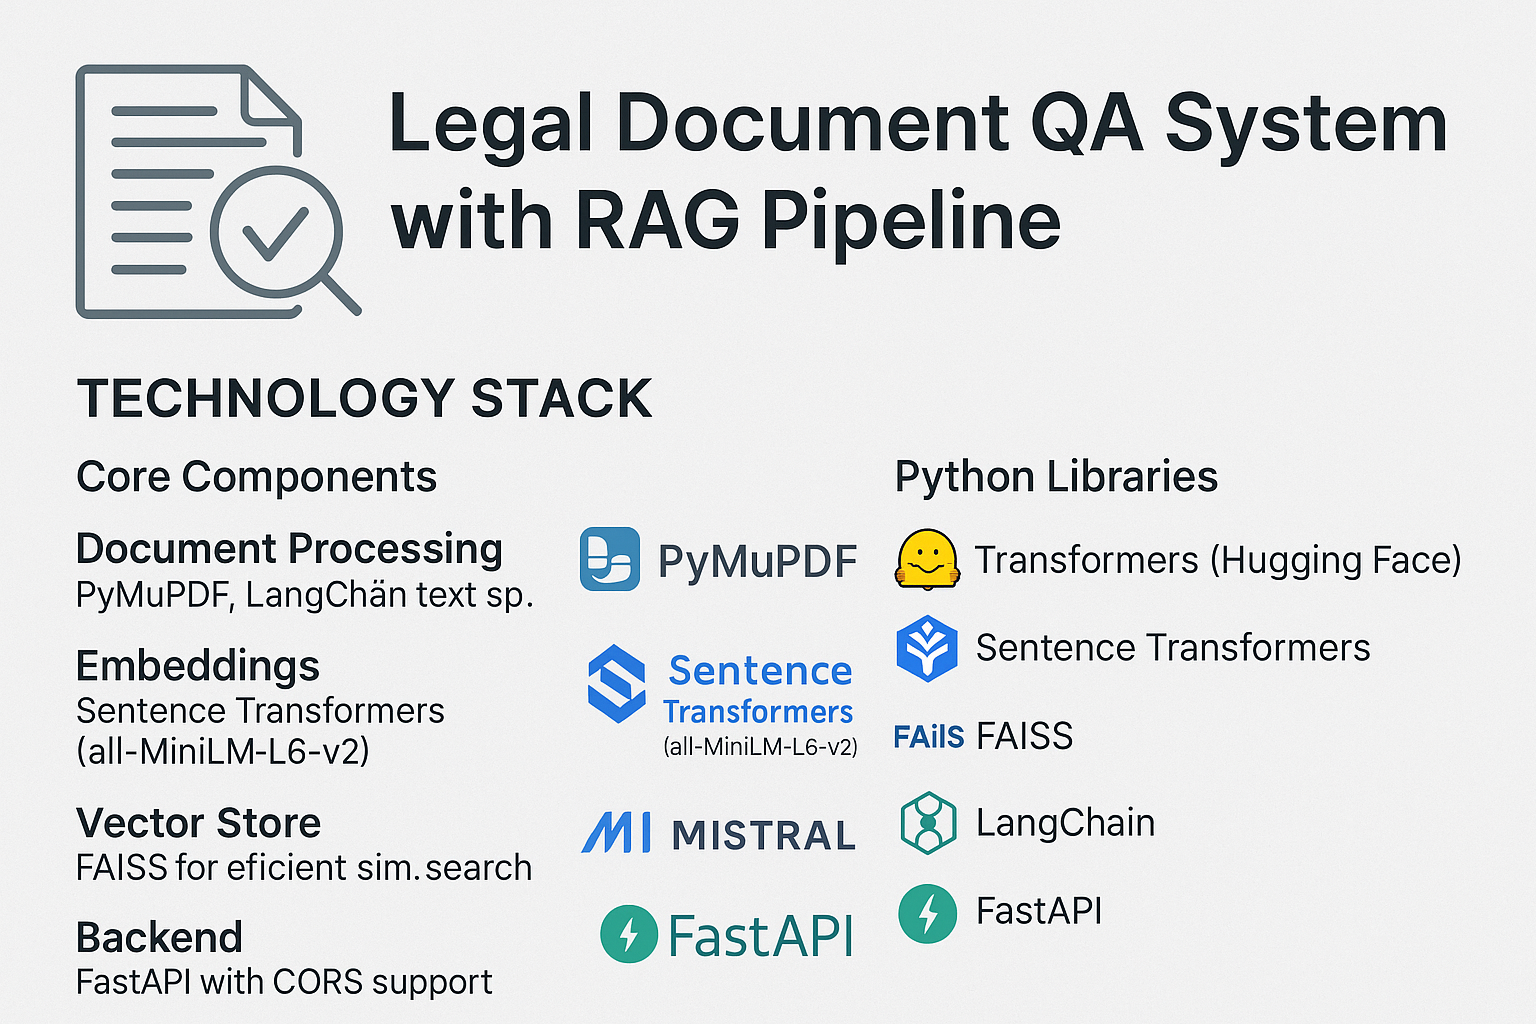 Legal Document QA System
with RAG Pipeline
TECHNOLOGY STACK
Core Components
Document Processing
PyMuPDF, LangChän text sp.
Embeddings
Sentence Transformers
(all-MiniLM-L6-v2)
Vector Store
FAISS for eficient sim.search
Backend
FastAPI with CORS support
PyMuPDF
Sentence
Transformers
(all-MiniLM-L6-v2)
MI MISTRAL
FastAPI
Python Libraries
Transformers (Hugging Face)
Sentence Transformers
FAilS FAISS
LangChain
FastAPI